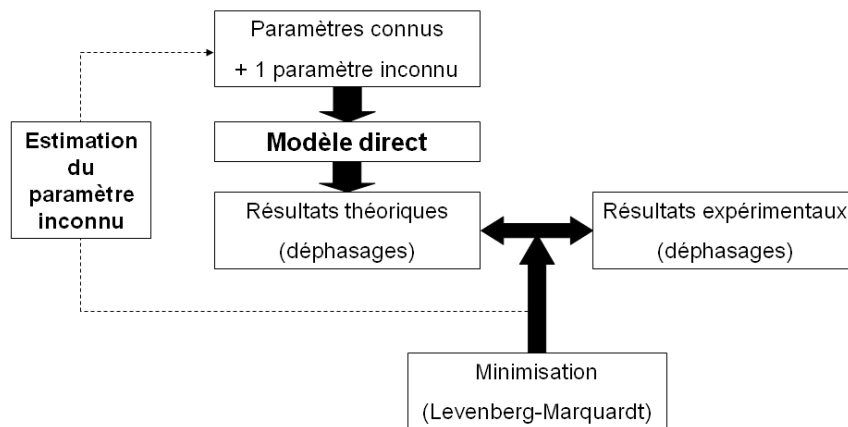 Paramètres connus
+ 1 paramètre inconnu
Estimation
du
paramètre
inconnu
Modèle direct
Résultats théoriques
(déphasages)
Résultats expérimentaux
(déphasages)
Minimisation
(Levenberg-Marquardt)